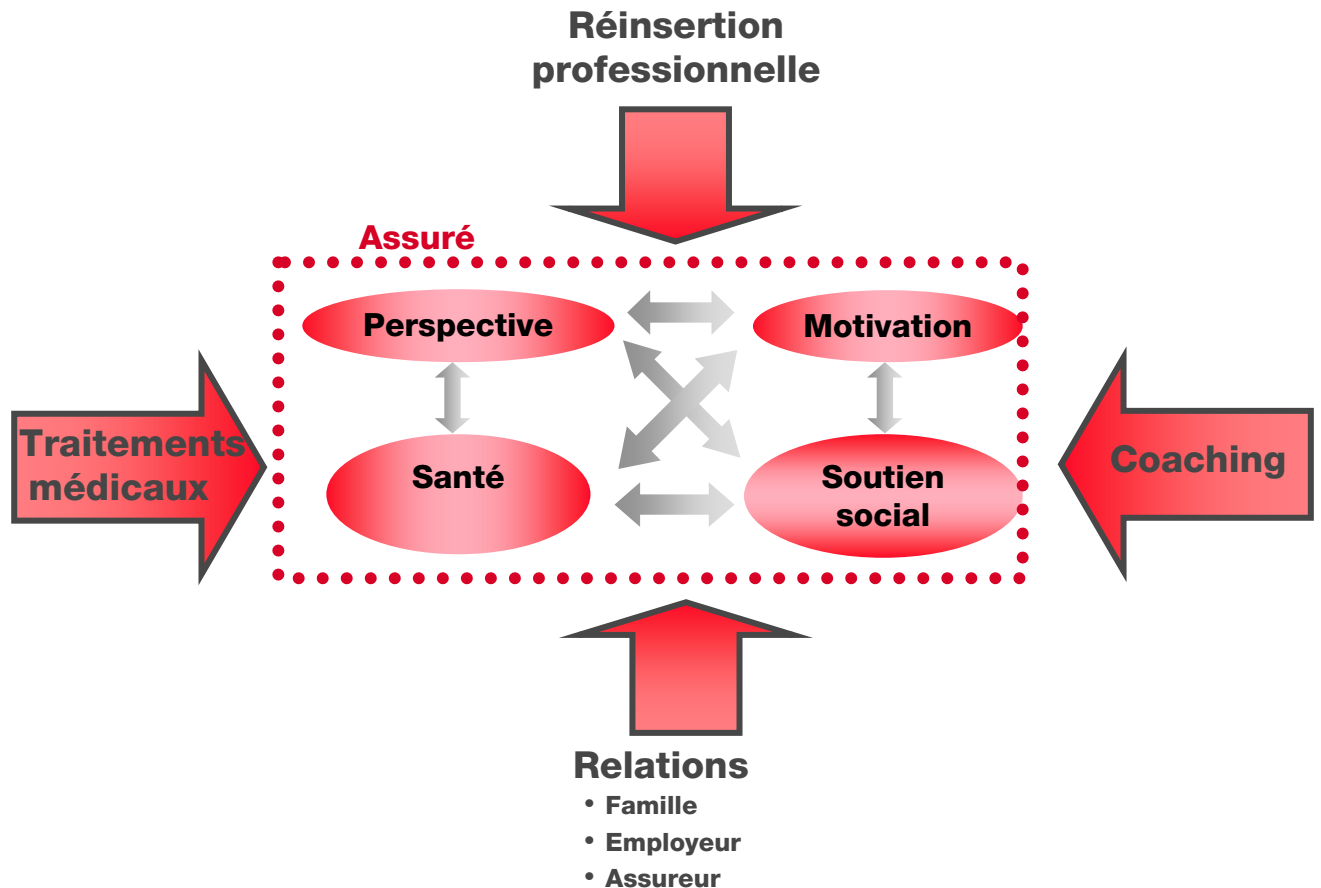 Réinsertion
professionnelle
Assuré
Perspective
Motivation
Traitements
médicaux
Santé
Soutien
social
Coaching
Relations
• Famille
• Employeur
• Assureur